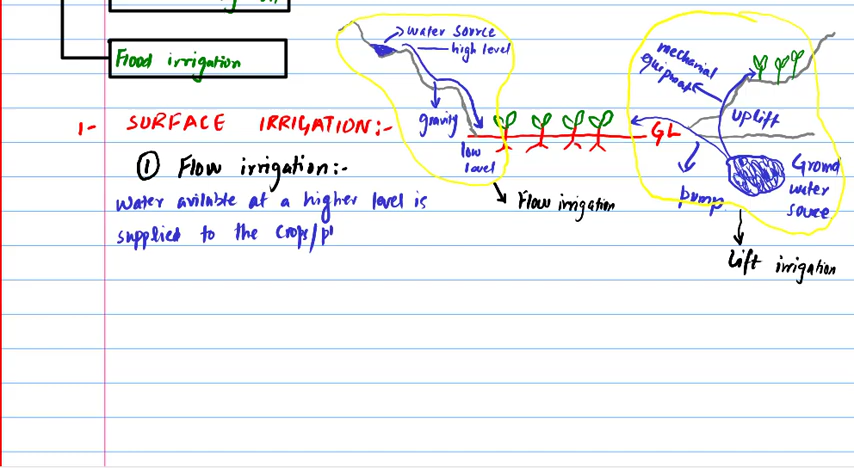 Flood irrigation
water source
high level
gravity
low
level
Flow irrigation
mechanial
equipment
uplift
GL
pump
Ground
water
souce
Lift irrigation
1- SURFACE IRRIGATION:-
① Flow irrigation:-
Water avilable at a higher level is
supplied to the crops/pl